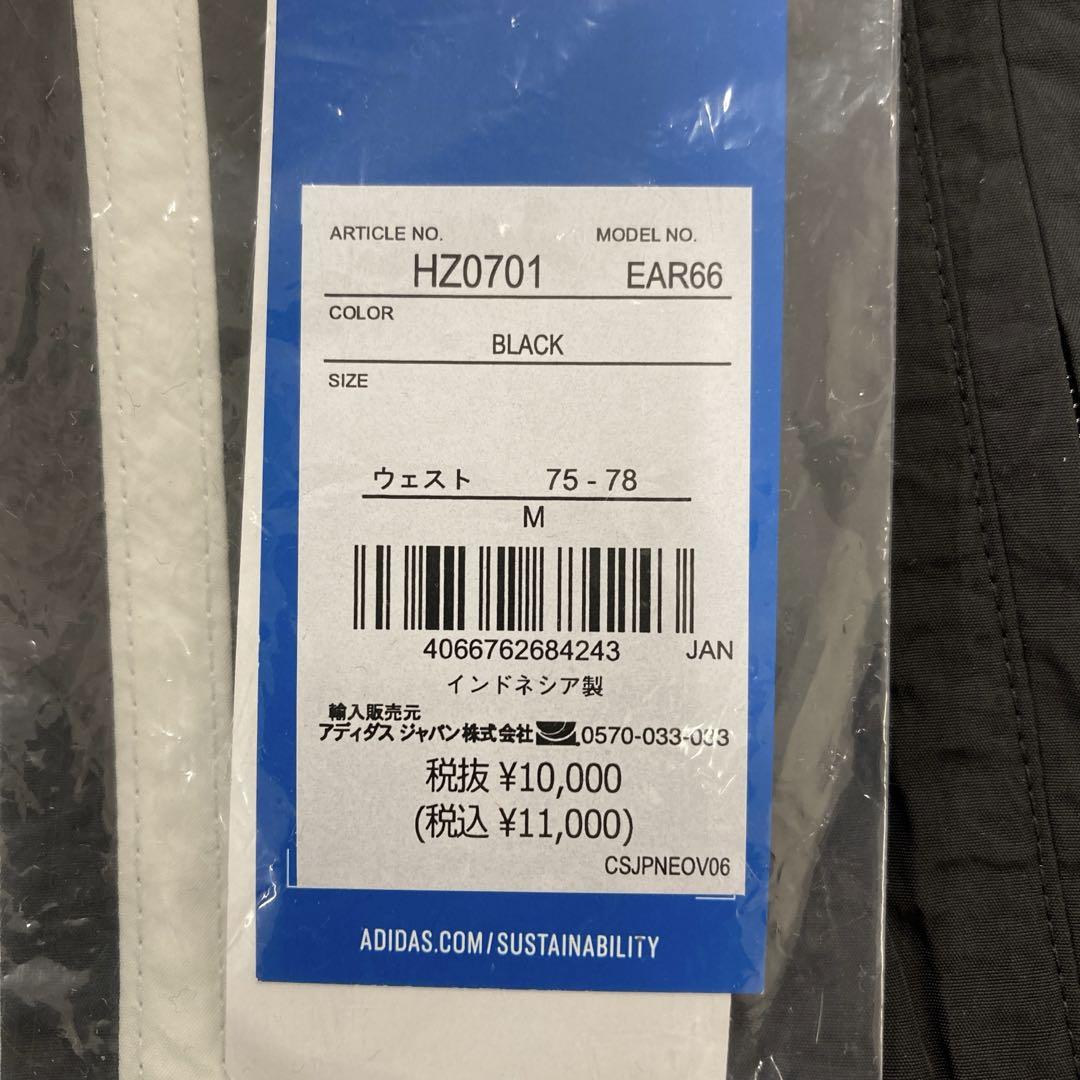 ARTICLE NO. MODEL NO.
HZ0701 EAR66
COLOR
BLACK
SIZE
ウェスト 75 - 78
M
4066762684243 JAN
インドネシア製
輸入販売元
アディダス ジャパン株式会社 0570-033-033
税抜 ¥10,000
(税込 ¥11,000)
CSJPNEOV06
ADIDAS.COM/SUSTAINABILITY